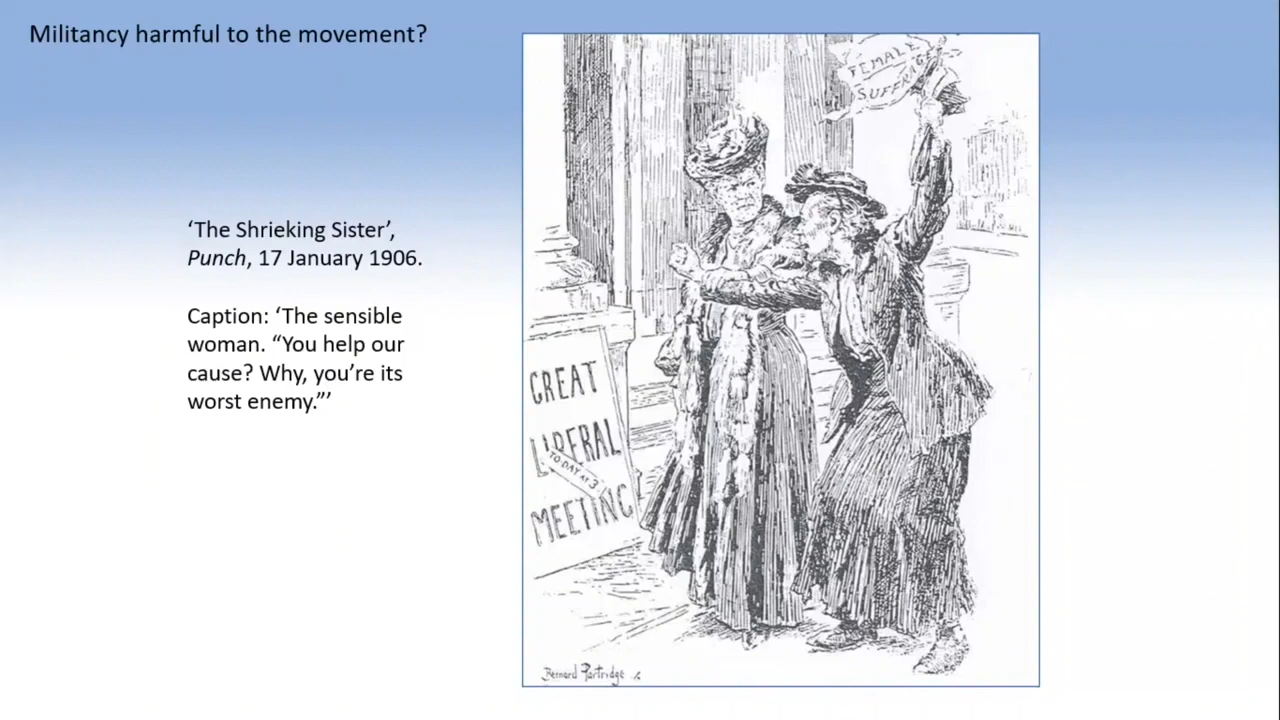 Militancy harmful to the movement?
‘The Shrieking Sister’,
Punch, 17 January 1906.
Caption: ‘The sensible
woman. “You help our
cause? Why, you’re its
worst enemy.”’
FEMALE
SUFFRAGE
GREAT
LIBERAL
TO DAY AT 3
MEETING
Bernard Partridge